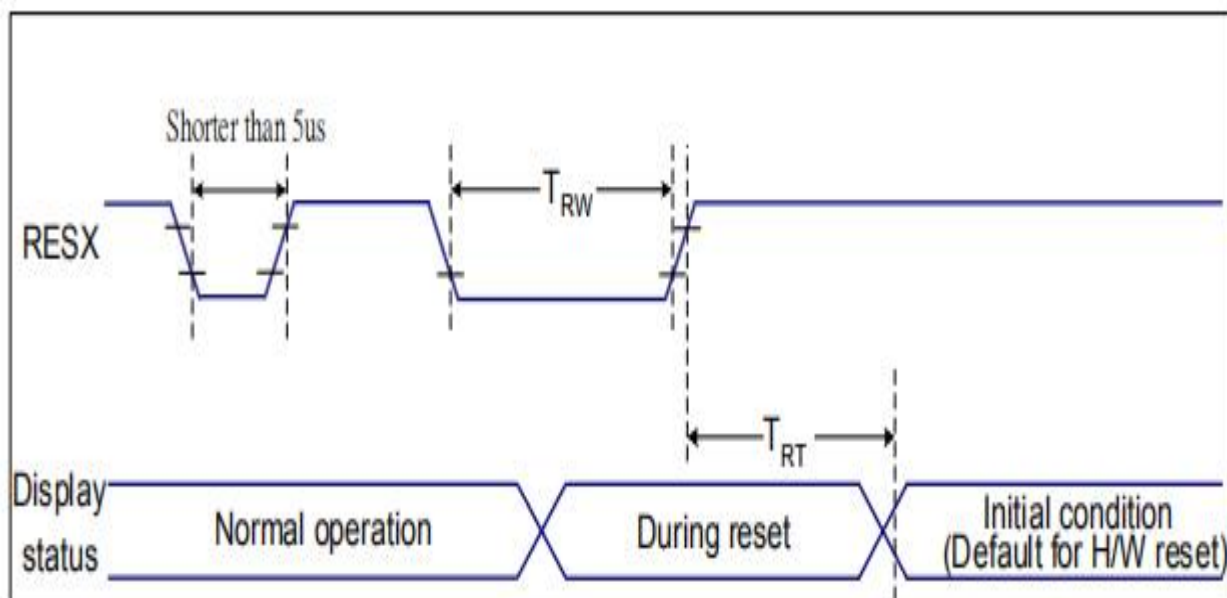 Shorter than 5us
TRW
RESX
TRT
Display
status
Normal operation
During reset
Initial condition
(Default for H/W reset)